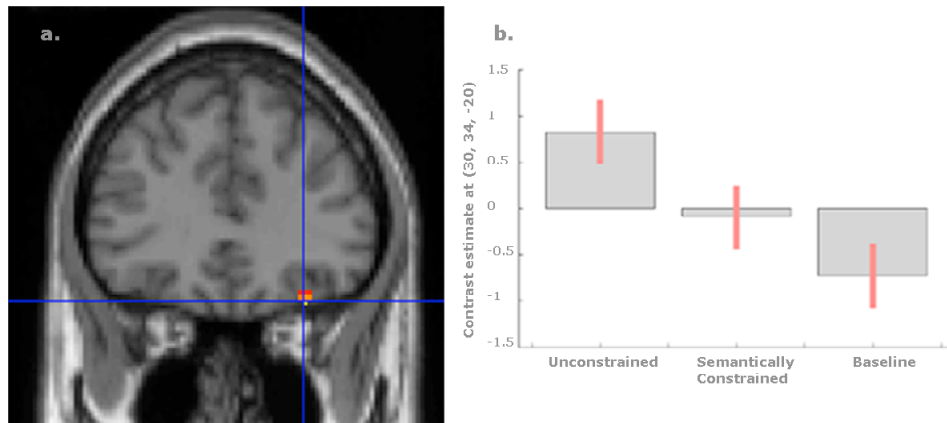 a.
b.
Contrast estimate at (30, 34, -20)
1.5
1
0.5
0
-0.5
-1
-1.5
Unconstrained
Semantically
Constrained
Baseline